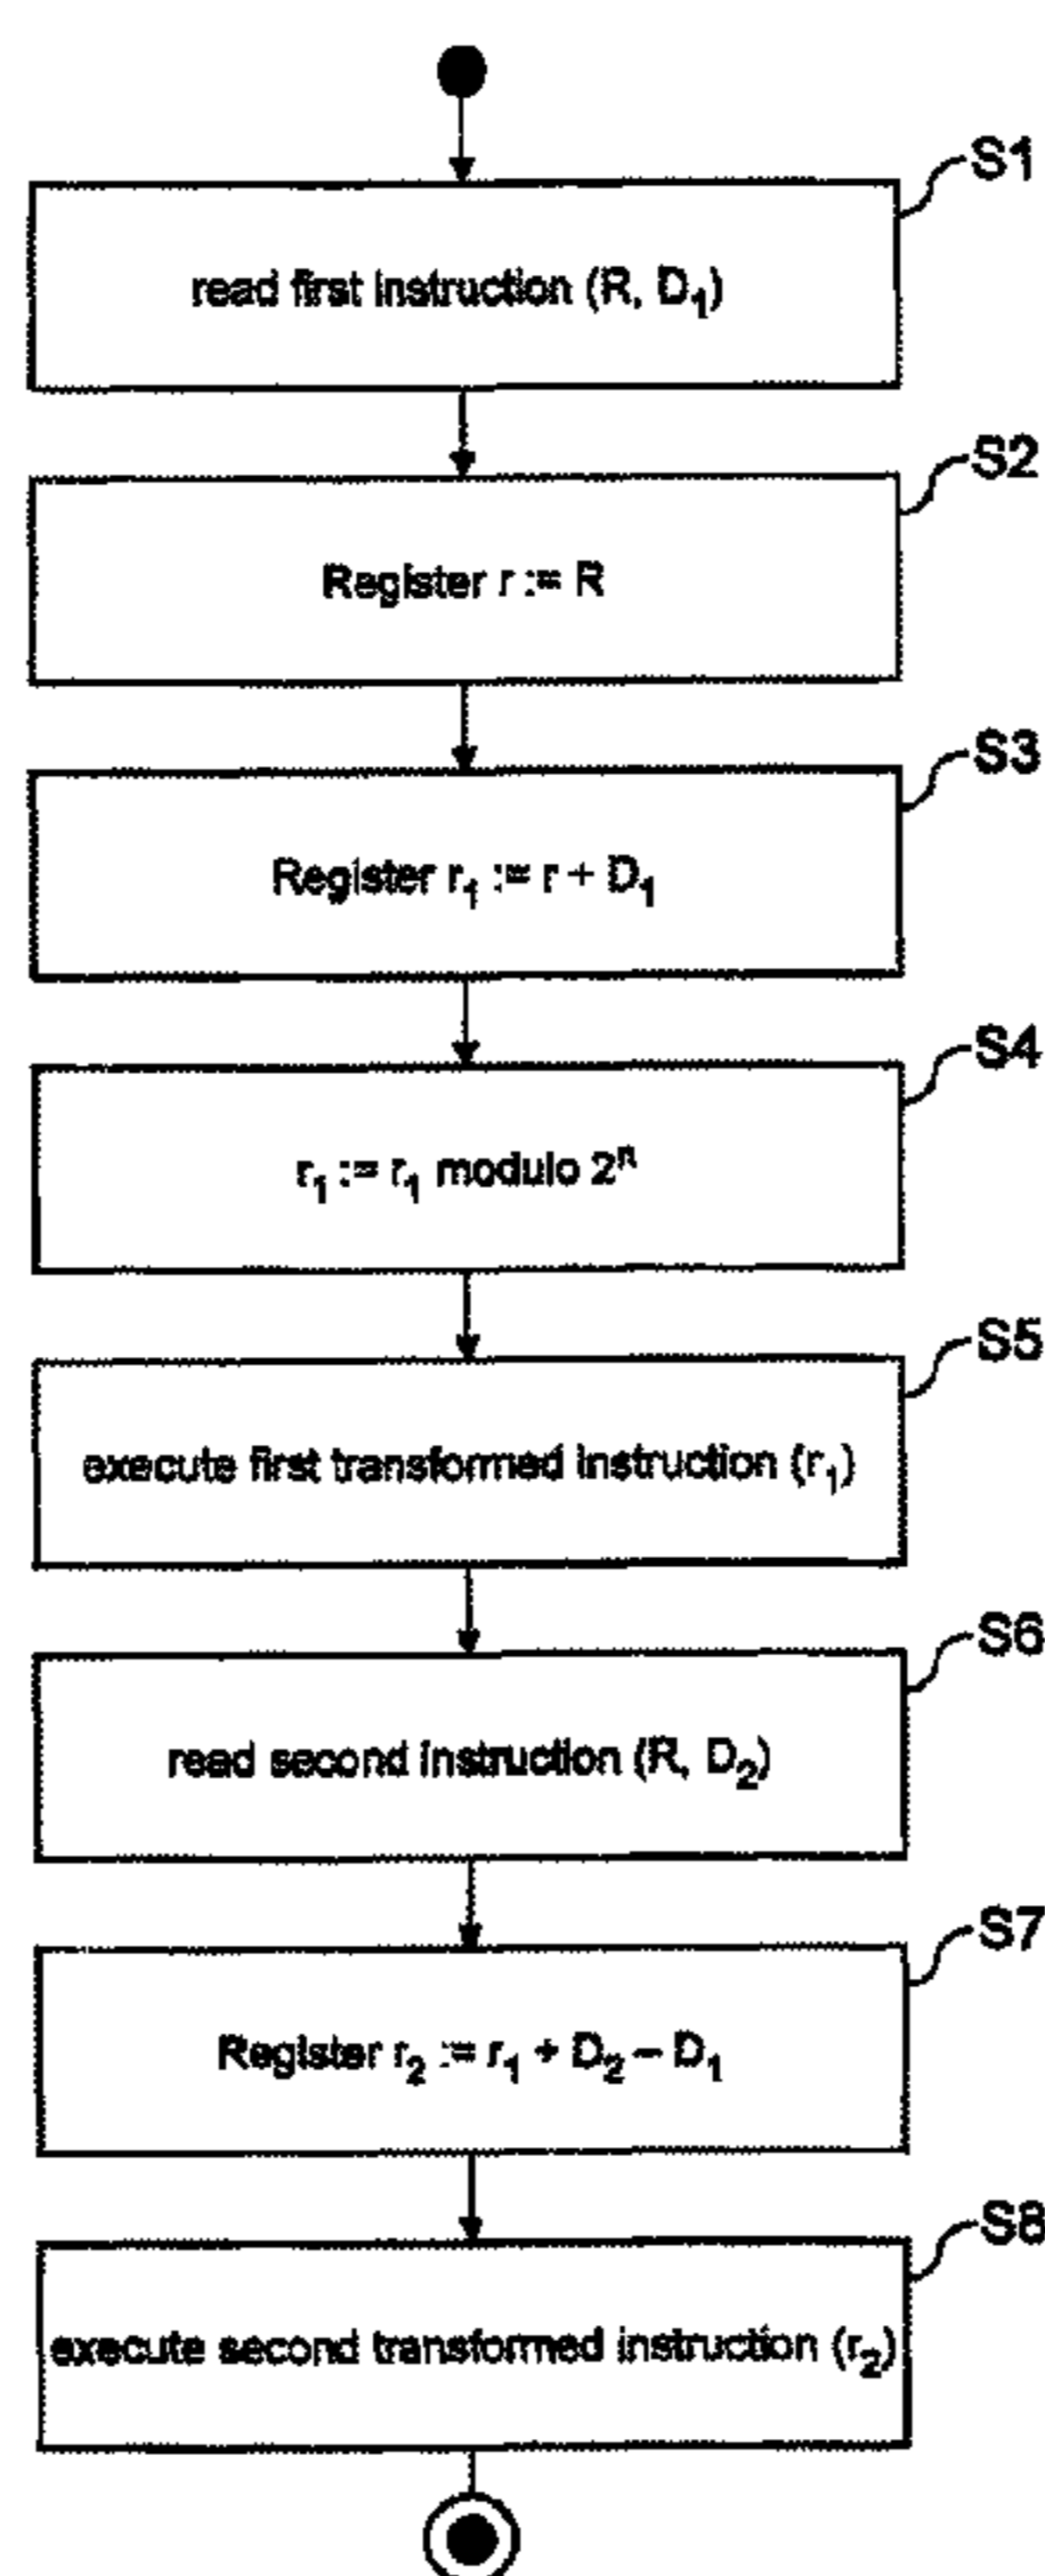 S1
read first instruction (R, D₁)
S2
Register r := R
S3
Register r₁ := r + D₁
S4
r₁ := r₁ modulo 2ⁿ
S5
execute first transformed instruction (r₁)
S6
read second instruction (R, D₂)
S7
Register r₂ := r₁ + D₂ – D₁
S8
execute second transformed instruction (r₂)